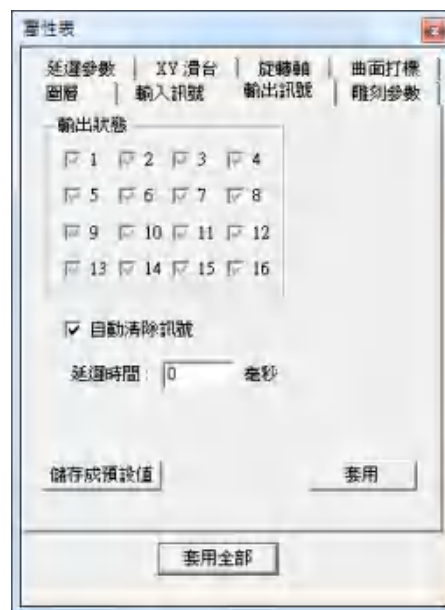 屬性表
延遲參數 XY 滑台 旋轉軸 曲面打標
圖層 輸入訊號 輸出訊號 雕刻參數
輸出狀態
1 2 3 4
5 6 7 8
9 10 11 12
13 14 15 16
自動清除訊號
延遲時間: 0 毫秒
儲存成預設值 套用
套用全部